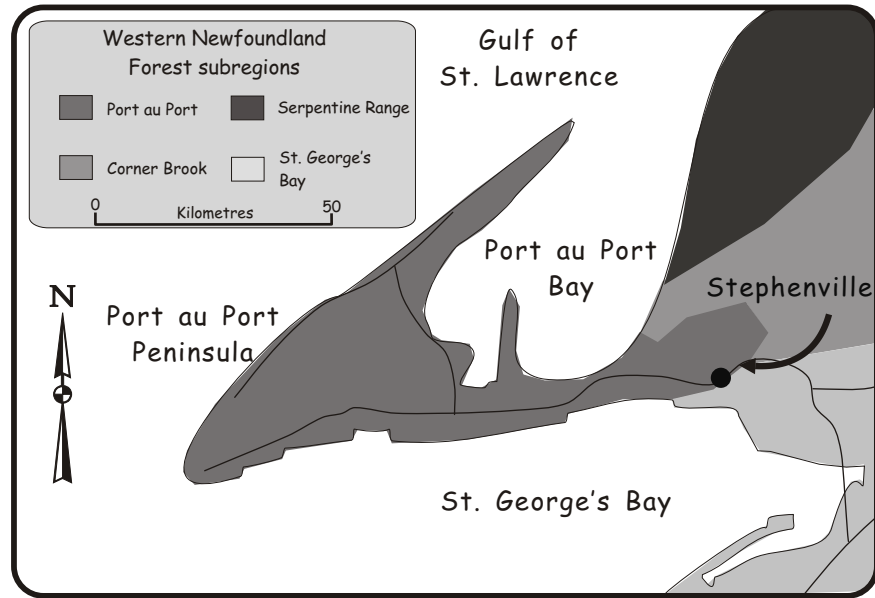 Western Newfoundland
Forest subregions
Port au Port
Serpentine Range
Corner Brook
St. George's
Bay
0
50
Kilometres
Gulf of
St. Lawrence
Port au Port
Bay
Stephenville
N
Port au Port
Peninsula
St. George's Bay